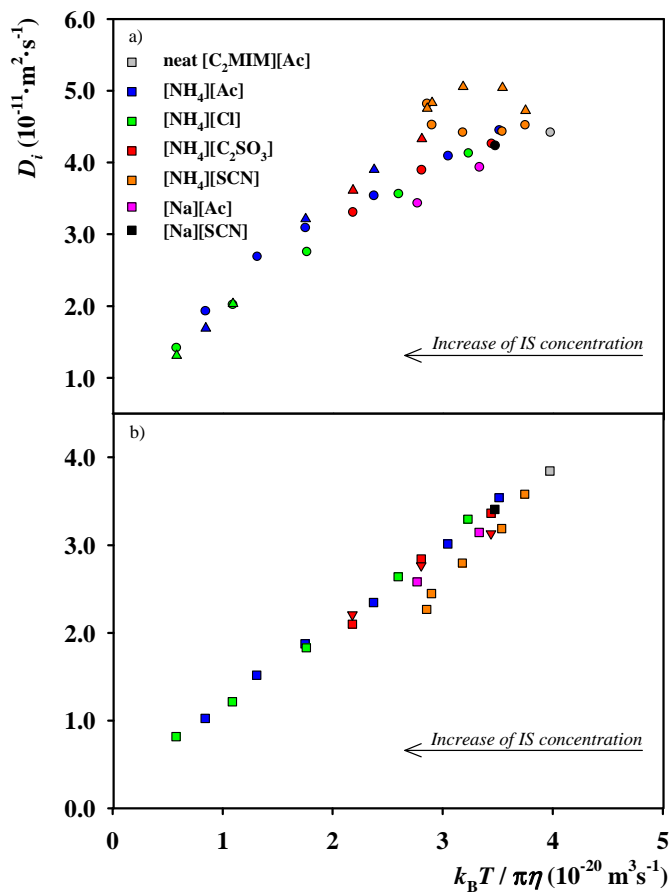 a)
neat [C₂MIM][Ac]
[NH₄][Ac]
[NH₄][Cl]
[NH₄][C₂SO₃]
[NH₄][SCN]
[Na][Ac]
[Na][SCN]
6.0
5.0
4.0
3.0
2.0
1.0
D_i (10⁻¹¹·m²·s⁻¹)
Increase of IS concentration
b)
4.0
3.0
2.0
1.0
0.0
Increase of IS concentration
0 1 2 3 4 5
k_B T / πη (10⁻²⁰ m³s⁻¹)